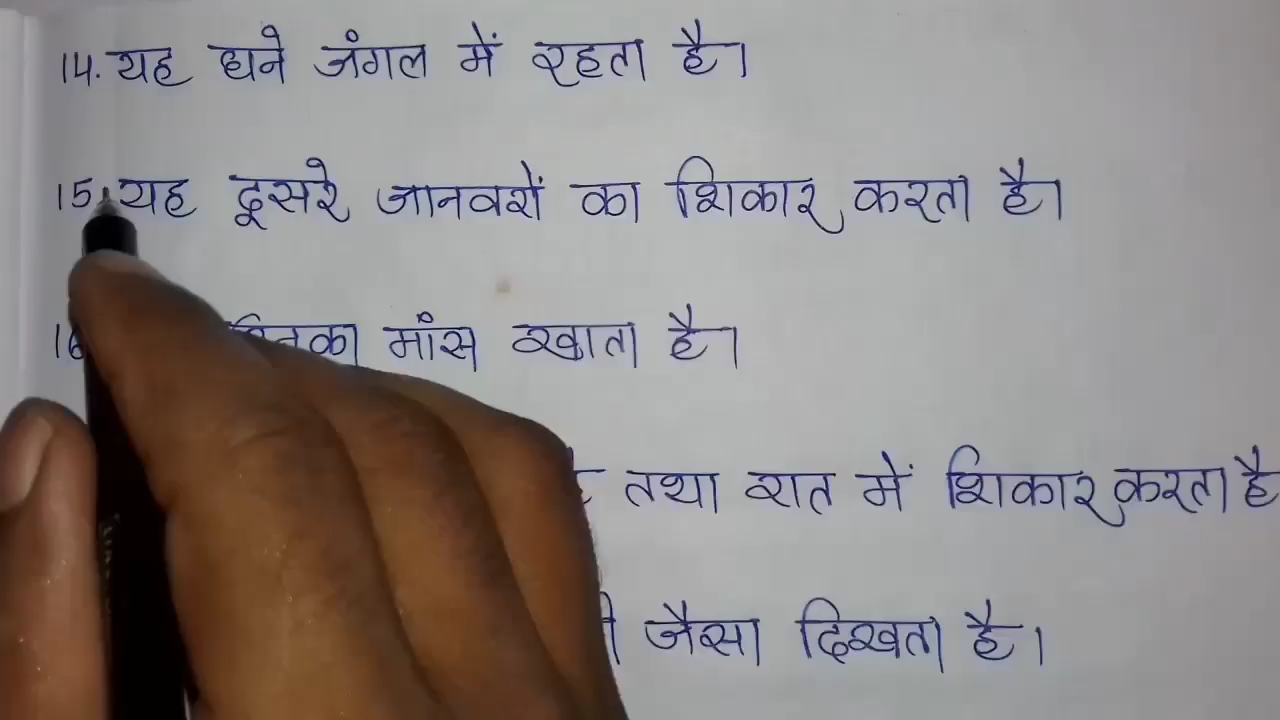 14. यह घने जंगल में रहता है।
15. यह दूसरे जानवरों का शिकार करता है।
मांस खाता है।
तथा रात में शिकार करता है
जैसा दिखता है।